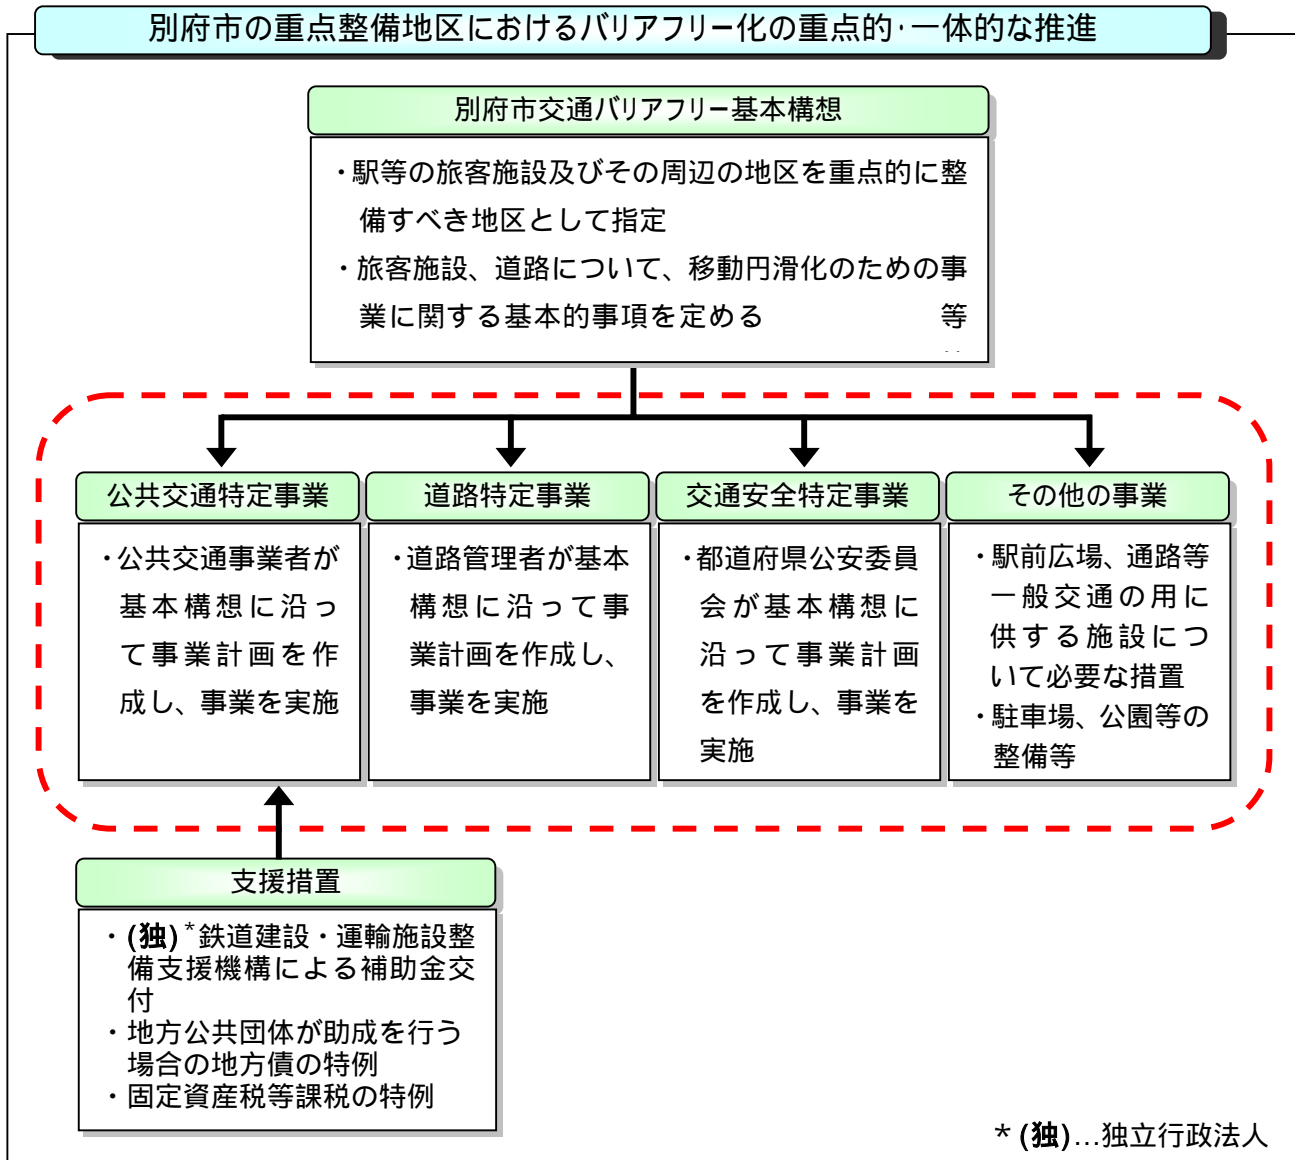 別府市の重点整備地区におけるバリアフリー化の重点的･一体的な推進
別府市交通バリアフリー基本構想
・駅等の旅客施設及びその周辺の地区を重点的に整
備すべき地区として指定
・旅客施設、道路について、移動円滑化のための事
業に関する基本的事項を定める 等
公共交通特定事業
・公共交通事業者が
基本構想に沿っ
て事業計画を作
成し、事業を実施
道路特定事業
・道路管理者が基本
構想に沿って事
業計画を作成し、
事業を実施
交通安全特定事業
・都道府県公安委員
会が基本構想に
沿って事業計画
を作成し、事業を
実施
その他の事業
・駅前広場、通路等
一般交通の用に
供する施設につ
いて必要な措置
・駐車場、公園等の
整備等
支援措置
・(独)*鉄道建設・運輸施設整
備支援機構による補助金交
付
・地方公共団体が助成を行う
場合の地方債の特例
・固定資産税等課税の特例
*(独)…独立行政法人